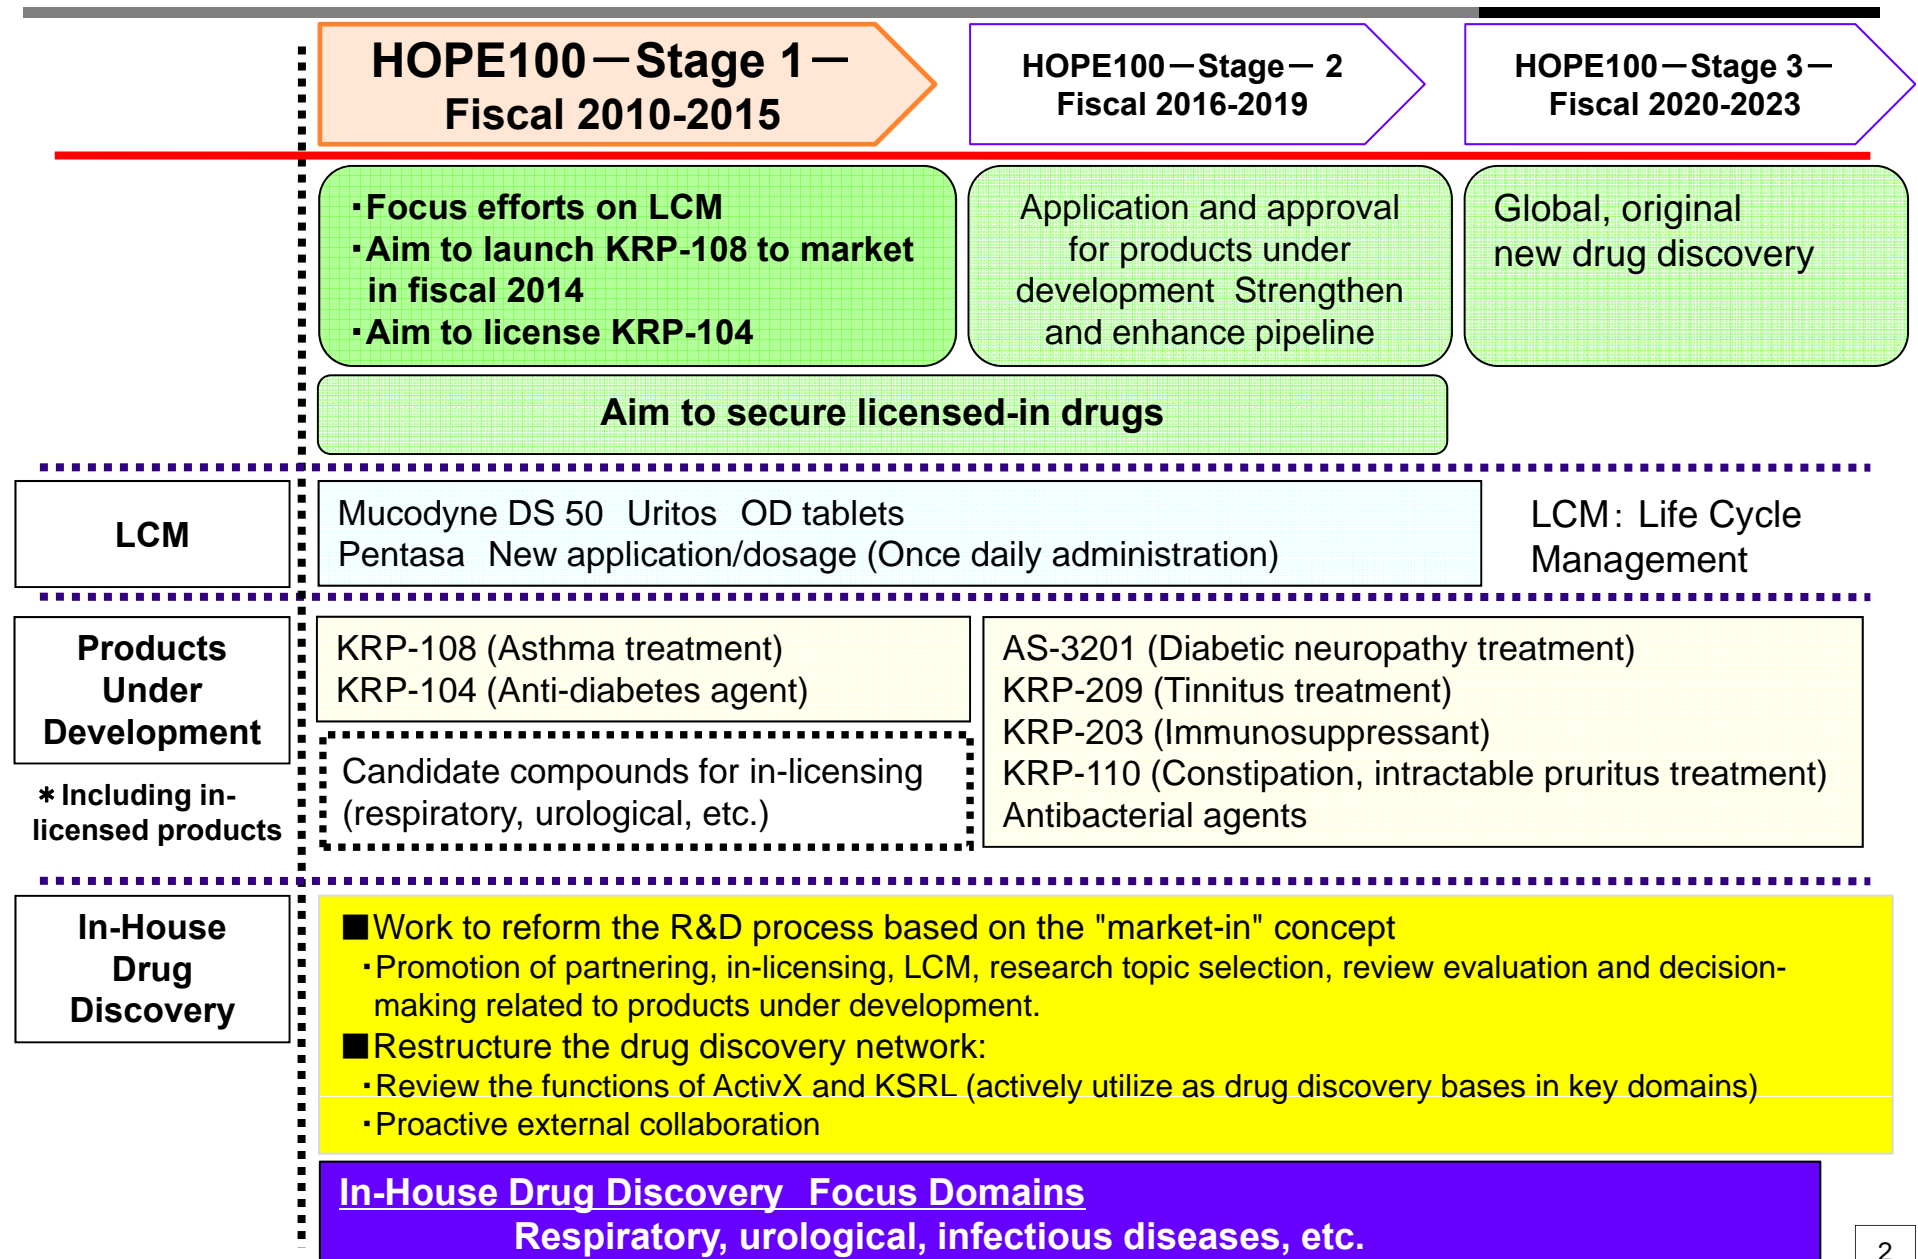 HOPE100－Stage 1－
Fiscal 2010-2015
HOPE100－Stage－ 2
Fiscal 2016-2019
HOPE100－Stage 3－
Fiscal 2020-2023
・Focus efforts on LCM
・Aim to launch KRP-108 to market
in fiscal 2014
・Aim to license KRP-104
Application and approval
for products under
development Strengthen
and enhance pipeline
Global, original
new drug discovery
Aim to secure licensed-in drugs
LCM
Mucodyne DS 50 Uritos OD tablets
Pentasa New application/dosage (Once daily administration)
LCM: Life Cycle
Management
Products
Under
Development
＊Including in-
licensed products
KRP-108 (Asthma treatment)
KRP-104 (Anti-diabetes agent)
Candidate compounds for in-licensing
(respiratory, urological, etc.)
AS-3201 (Diabetic neuropathy treatment)
KRP-209 (Tinnitus treatment)
KRP-203 (Immunosuppressant)
KRP-110 (Constipation, intractable pruritus treatment)
Antibacterial agents
In-House
Drug
Discovery
■Work to reform the R&D process based on the "market-in" concept
・Promotion of partnering, in-licensing, LCM, research topic selection, review evaluation and decision-
making related to products under development.
■Restructure the drug discovery network:
・Review the functions of ActivX and KSRL (actively utilize as drug discovery bases in key domains)
・Proactive external collaboration
In-House Drug Discovery Focus Domains
Respiratory, urological, infectious diseases, etc.
2